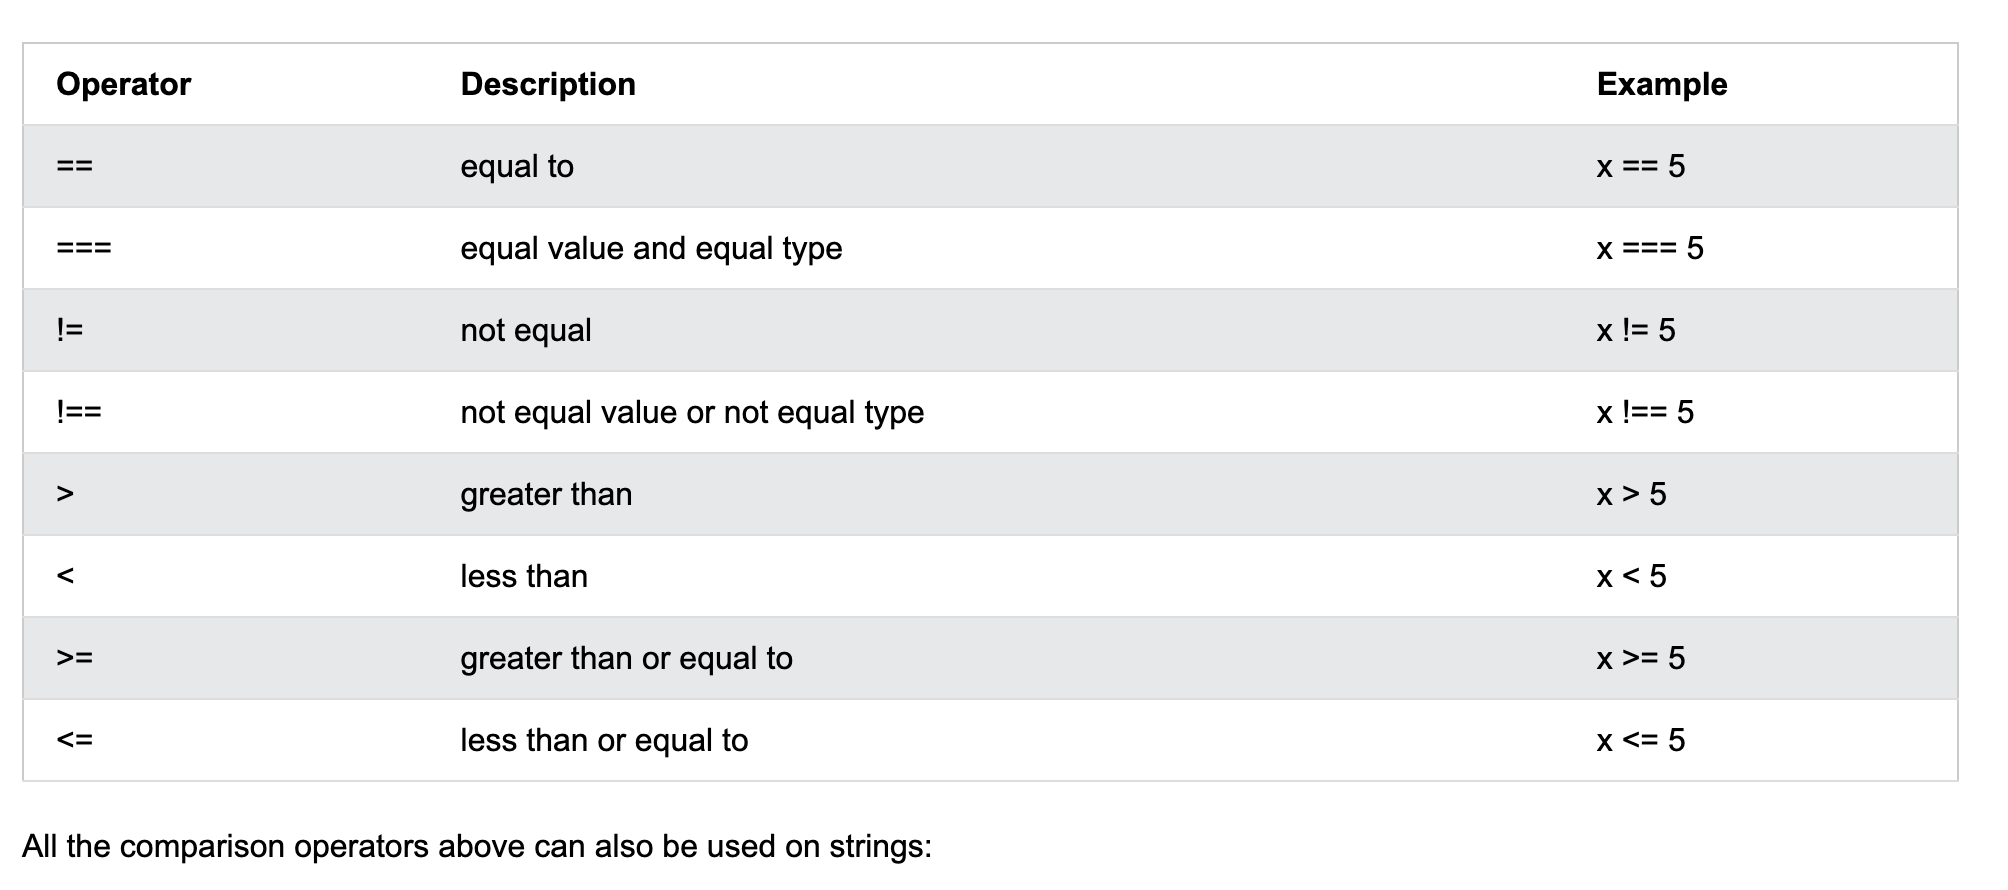 Operator Description Example
== equal to x == 5
=== equal value and equal type x === 5
!= not equal x != 5
!== not equal value or not equal type x !== 5
> greater than x > 5
< less than x < 5
>= greater than or equal to x >= 5
<= less than or equal to x <= 5
All the comparison operators above can also be used on strings: